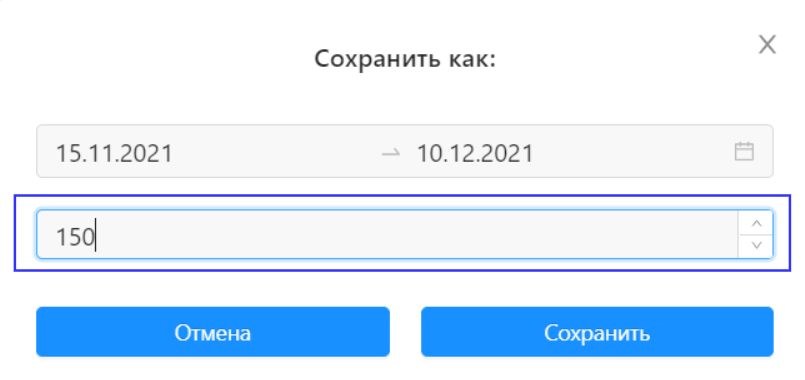 Сохранить как:
15.11.2021 → 10.12.2021
150
Отмена Сохранить